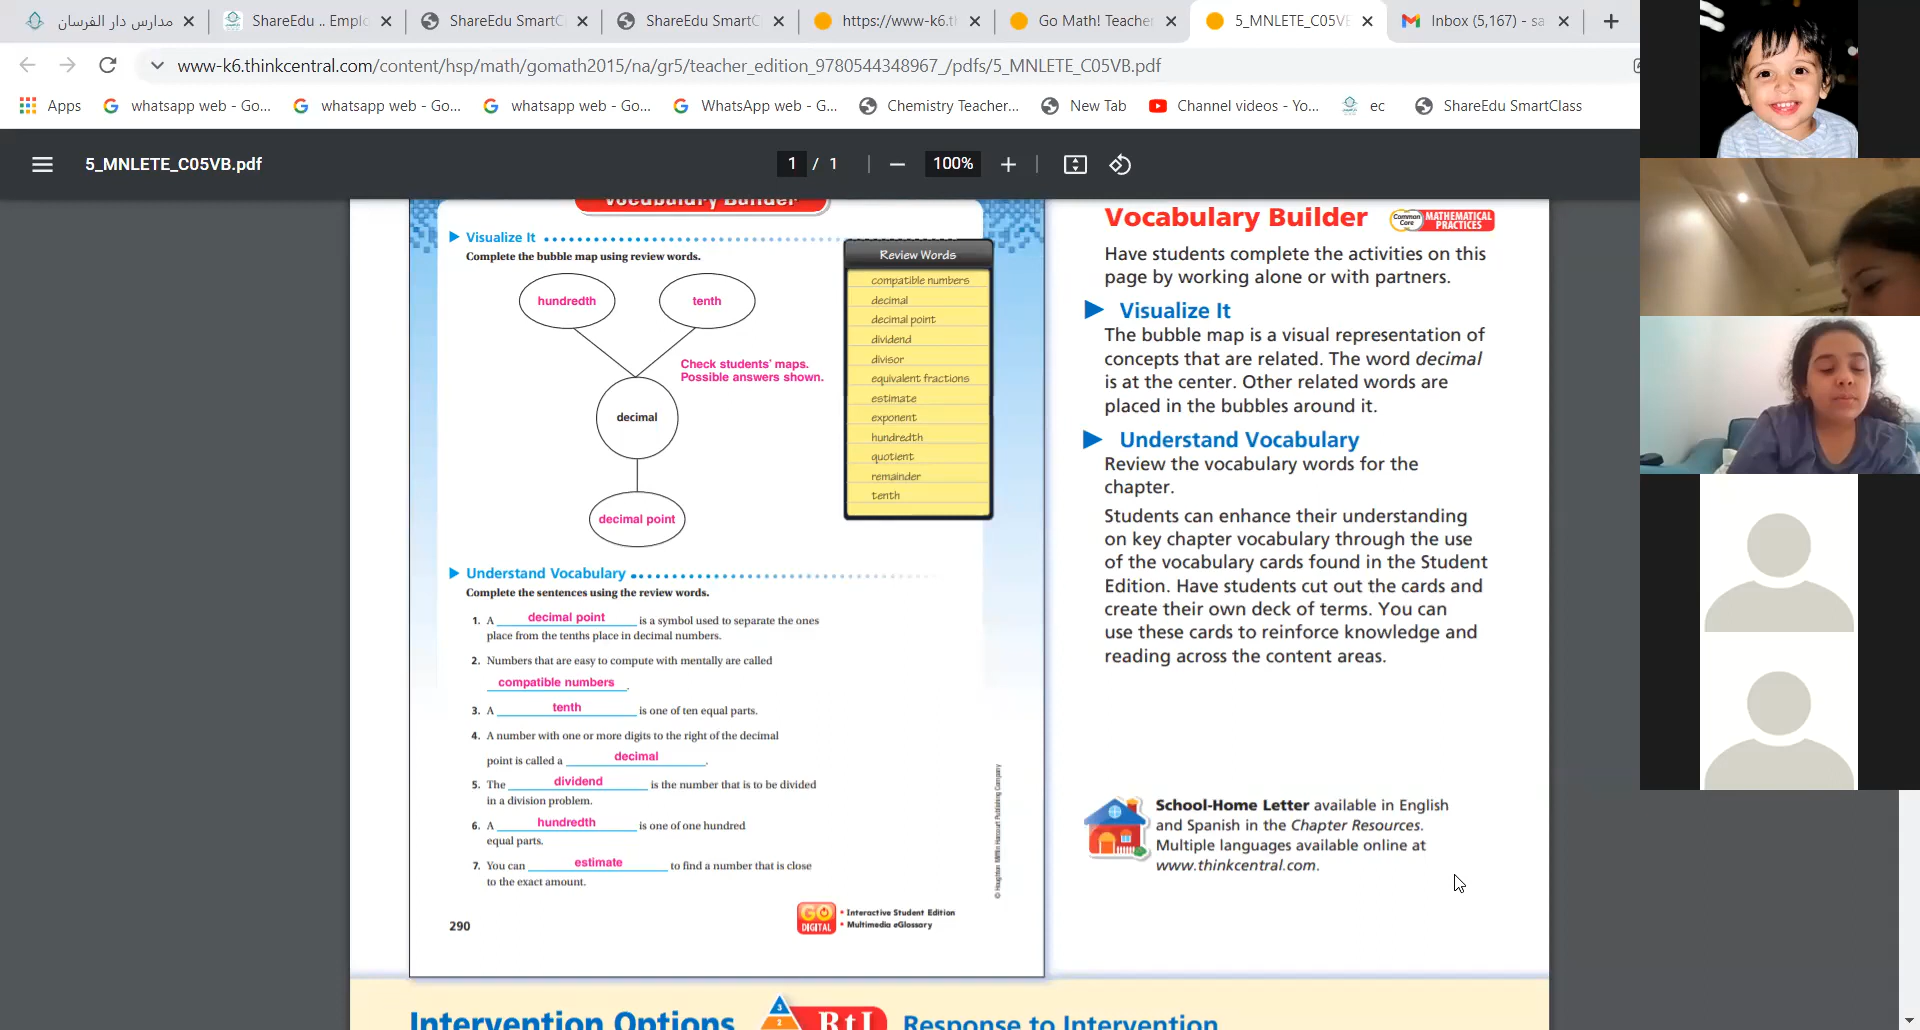 مدارس دار الفرسان
ShareEdu .. Empl
ShareEdu SmartC
ShareEdu SmartC
https://www-k6.t
Go Math! Teache
5_MNLETE_C05VB
Inbox (5,167) - sa
www-k6.thinkcentral.com/content/hsp/math/gomath2015/na/gr5/teacher_edition_9780544348967_/pdfs/5_MNLETE_C05VB.pdf
Apps
whatsapp web - Go...
whatsapp web - Go...
whatsapp web - Go...
WhatsApp web - G...
Chemistry Teacher...
New Tab
Channel videos - Yo...
ec
ShareEdu SmartClass
5_MNLETE_C05VB.pdf
1 / 1
100%
Vocabulary Builder
Visualize It
Complete the bubble map using review words.
hundredth
tenth
Check students' maps.
Possible answers shown.
decimal
decimal point
Review Words
compatible numbers
decimal
decimal point
dividend
divisor
equivalent fractions
estimate
exponent
hundredth
quotient
remainder
tenth
Understand Vocabulary
Complete the sentences using the review words.
1. A decimal point is a symbol used to separate the ones
place from the tenths place in decimal numbers.
2. Numbers that are easy to compute with mentally are called
compatible numbers.
3. A tenth is one of ten equal parts.
4. A number with one or more digits to the right of the decimal
point is called a decimal.
5. The dividend is the number that is to be divided
in a division problem.
6. A hundredth is one of one hundred
equal parts.
7. You can estimate to find a number that is close
to the exact amount.
© Houghton Mifflin Harcourt Publishing Company
290
GO DIGITAL
• Interactive Student Edition
• Multimedia eGlossary
Vocabulary Builder
Common Core
MATHEMATICAL PRACTICES
Have students complete the activities on this
page by working alone or with partners.
Visualize It
The bubble map is a visual representation of
concepts that are related. The word decimal
is at the center. Other related words are
placed in the bubbles around it.
Understand Vocabulary
Review the vocabulary words for the
chapter.
Students can enhance their understanding
on key chapter vocabulary through the use
of the vocabulary cards found in the Student
Edition. Have students cut out the cards and
create their own deck of terms. You can
use these cards to reinforce knowledge and
reading across the content areas.
School-Home Letter available in English
and Spanish in the Chapter Resources.
Multiple languages available online at
www.thinkcentral.com.
Intervention Options
3
2
RtI
Response to Intervention